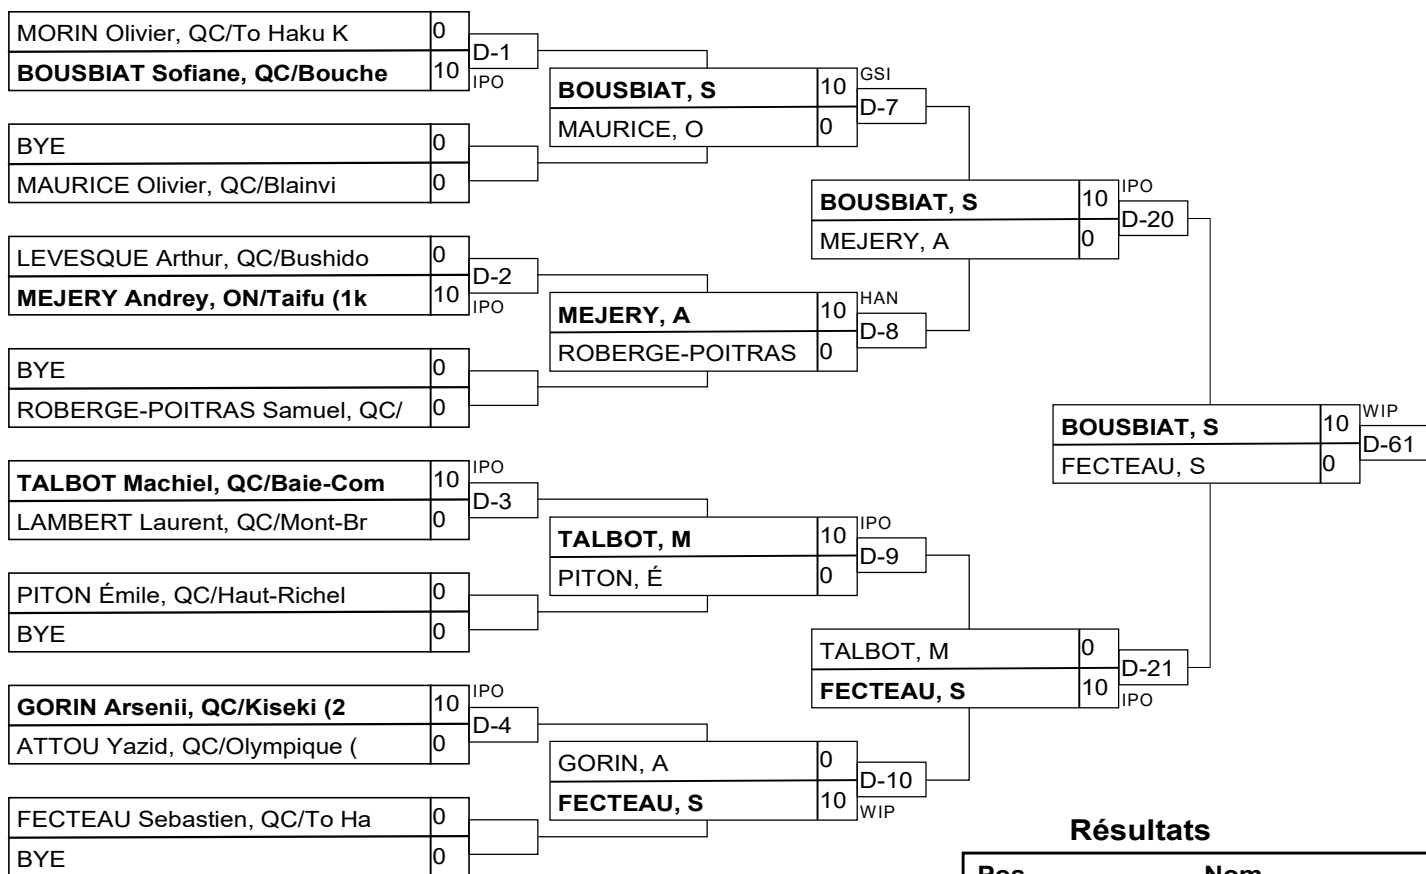 MORIN Olivier, QC/To Haku K 0
D-1
BOUSBIAT Sofiane, QC/Bouche 10 IPO
BYE 0
MAURICE Olivier, QC/Blainvi 0
LEVESQUE Arthur, QC/Bushido 0
D-2
MEJERY Andrey, ON/Taifu (1k 10 IPO
BYE 0
ROBERGE-POITRAS Samuel, QC/ 0
TALBOT Machiel, QC/Baie-Com 10 IPO
D-3
LAMBERT Laurent, QC/Mont-Br 0
PITON Émile, QC/Haut-Richel 0
BYE 0
GORIN Arsenii, QC/Kiseki (2 10 IPO
D-4
ATTOU Yazid, QC/Olympique ( 0
FECTEAU Sebastien, QC/To Ha 0
BYE 0
BOUSBIAT, S 10 GSI
D-7
MAURICE, O 0
MEJERY, A 10 HAN
D-8
ROBERGE-POITRAS 0
TALBOT, M 10 IPO
D-9
PITON, É 0
GORIN, A 0
D-10
FECTEAU, S 10 WIP
BOUSBIAT, S 10 IPO
D-20
MEJERY, A 0
TALBOT, M 0
D-21
FECTEAU, S 10 IPO
BOUSBIAT, S 10 WIP
D-61
FECTEAU, S 0
Résultats
Pos Nom